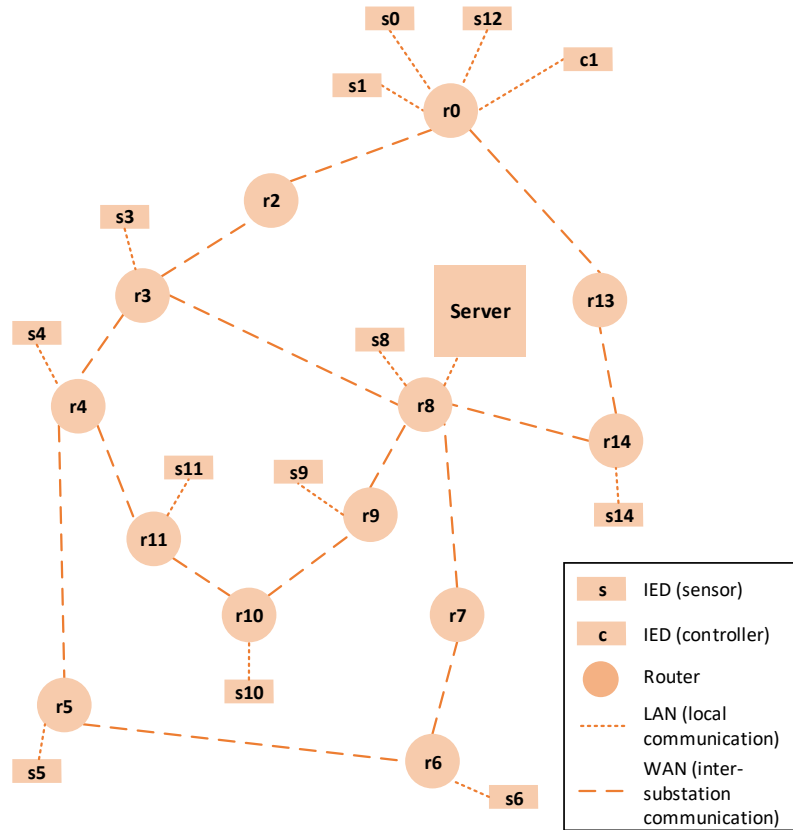 s0
s12
c1
s1
r0
r2
s3
r3
r13
Server
s4
s8
r4
r8
r14
s11
s9
s14
r9
r11
r10
r7
s10
r5
s5
r6
s6
s IED (sensor)
c IED (controller)
Router
LAN (local
communication)
WAN (inter-
substation
communication)